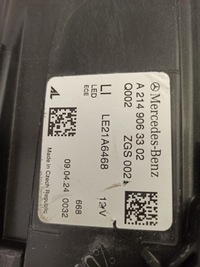 Mercedes-Benz
A 214 906 33 02
Q002 ZGS 002
LI LE21A6468
LED
ECE
668 12V
09.04.24 0032
Made in Czech Republic